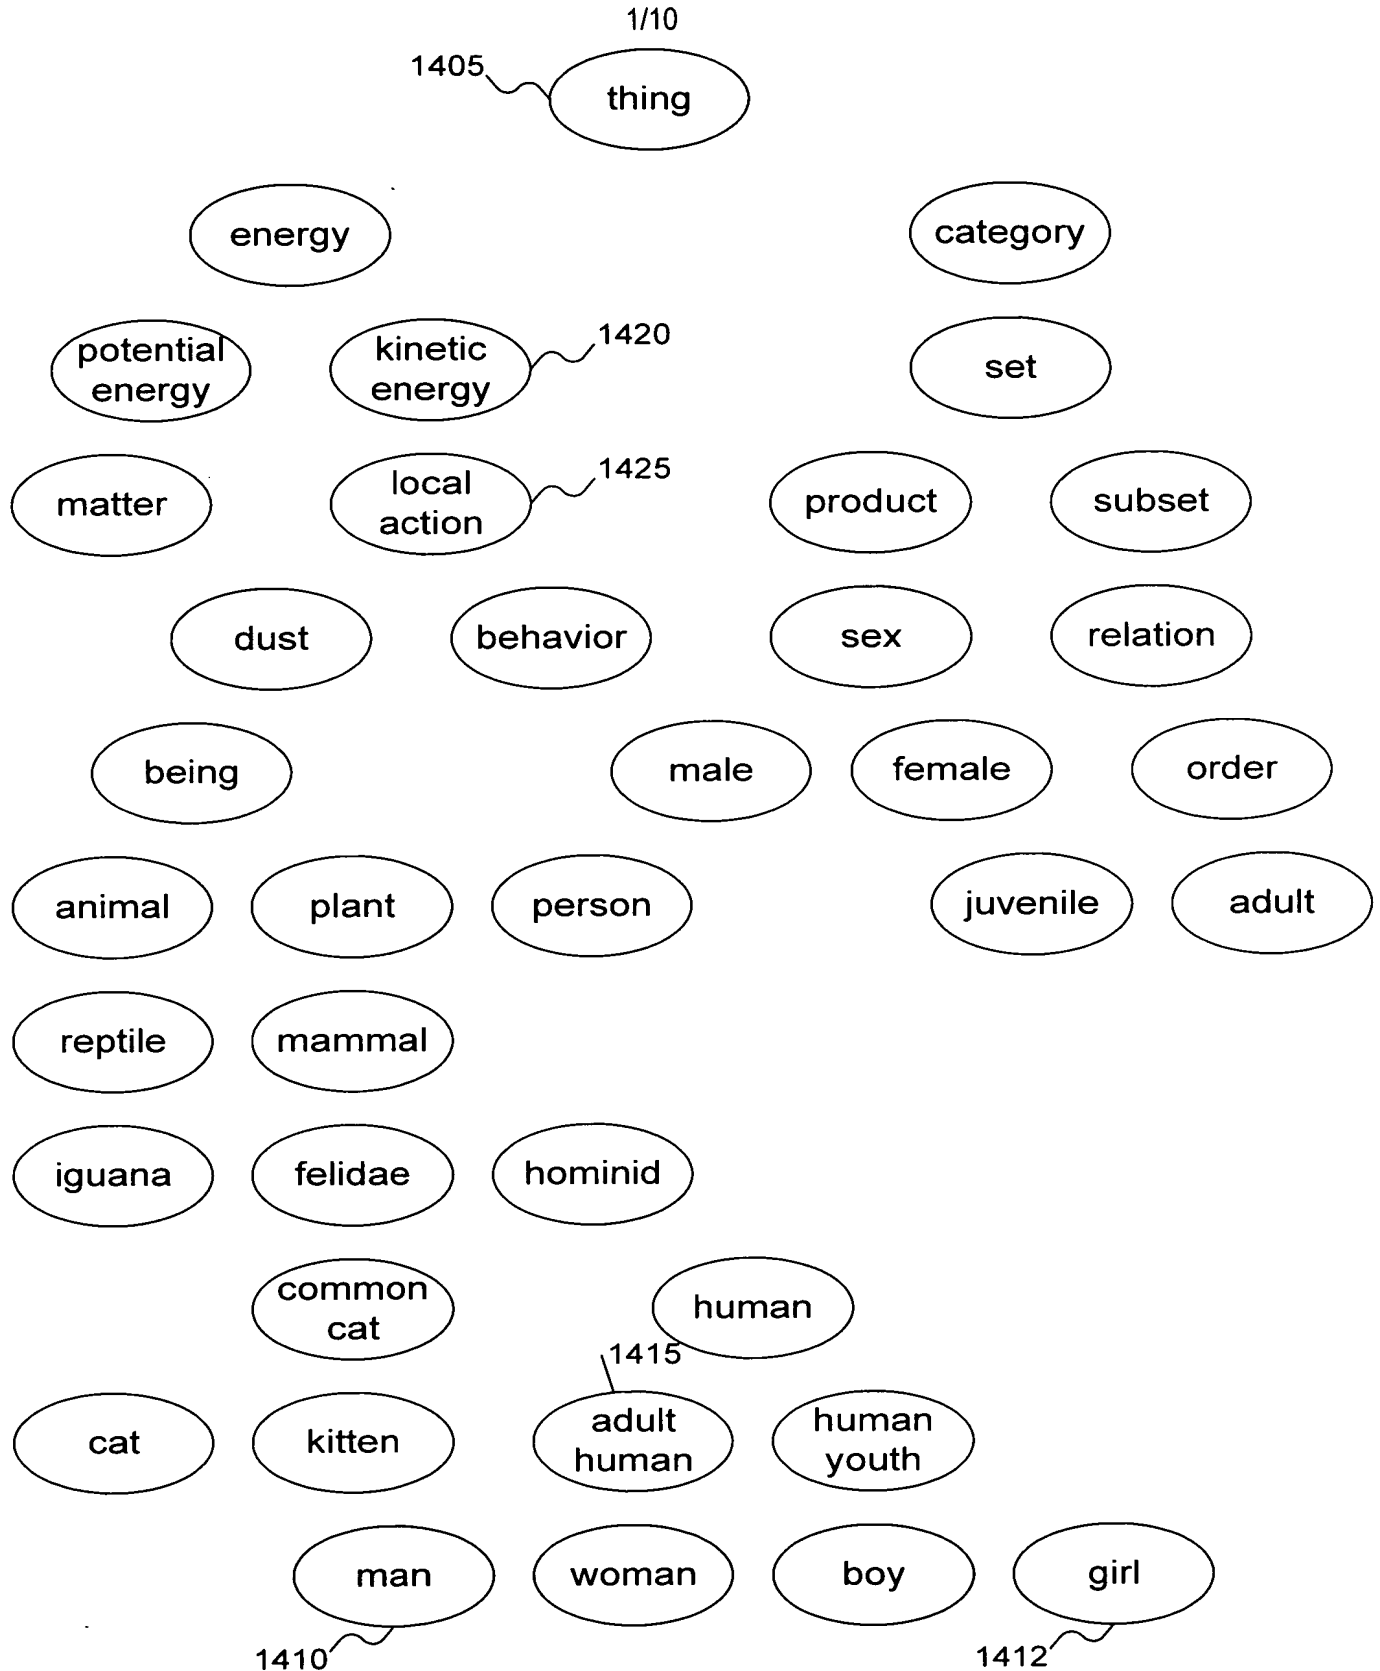 1/10
1405
thing
energy
category
potential
energy
kinetic
energy
1420
set
matter
local
action
1425
product
subset
dust
behavior
sex
relation
being
male
female
order
animal
plant
person
juvenile
adult
reptile
mammal
iguana
felidae
hominid
common
cat
human
1415
cat
kitten
adult
human
human
youth
man
woman
boy
girl
1410
1412